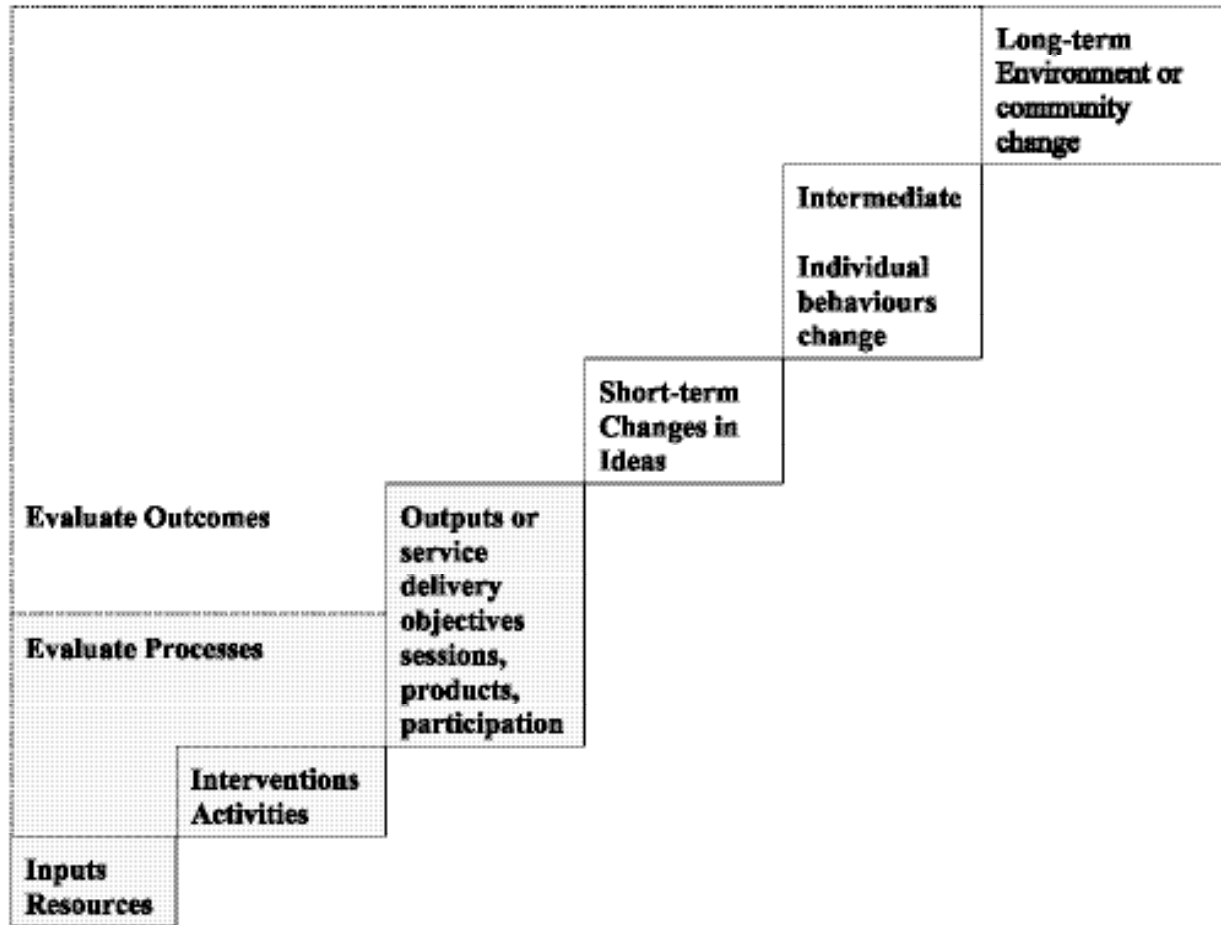 Long-term
Environment or
community
change
Intermediate
Individual
behaviours
change
Short-term
Changes in
Ideas
Evaluate Outcomes
Outputs or
service
delivery
objectives
sessions,
products,
participation
Evaluate Processes
Interventions
Activities
Inputs
Resources